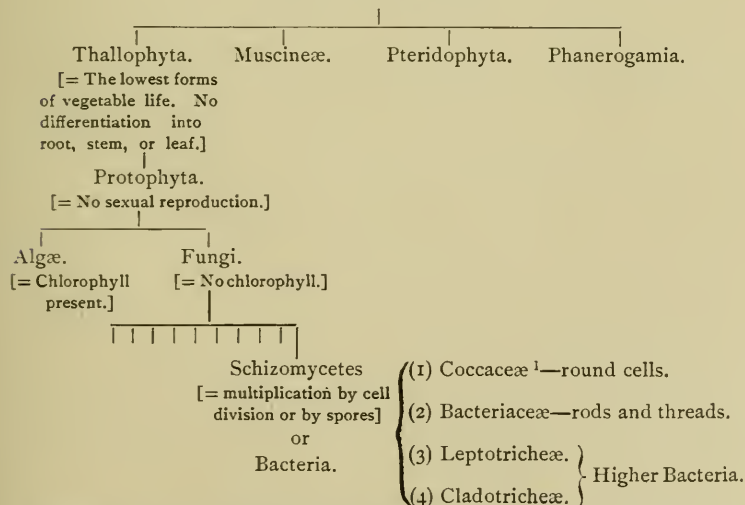 Thallophyta. Muscineæ. Pteridophyta. Phanerogamia.
[= The lowest forms
of vegetable life. No
differentiation into
root, stem, or leaf.]
Protophyta.
[= No sexual reproduction.]
Algæ. Fungi.
[= Chlorophyll
present.]
[= No chlorophyll.]
Schizomycetes
[= multiplication by cell
division or by spores]
or
Bacteria.
(1) Coccaceæ ¹—round cells.
(2) Bacteriaceæ—rods and threads.
(3) Leptotricheæ.
(4) Cladotricheæ.
Higher Bacteria.